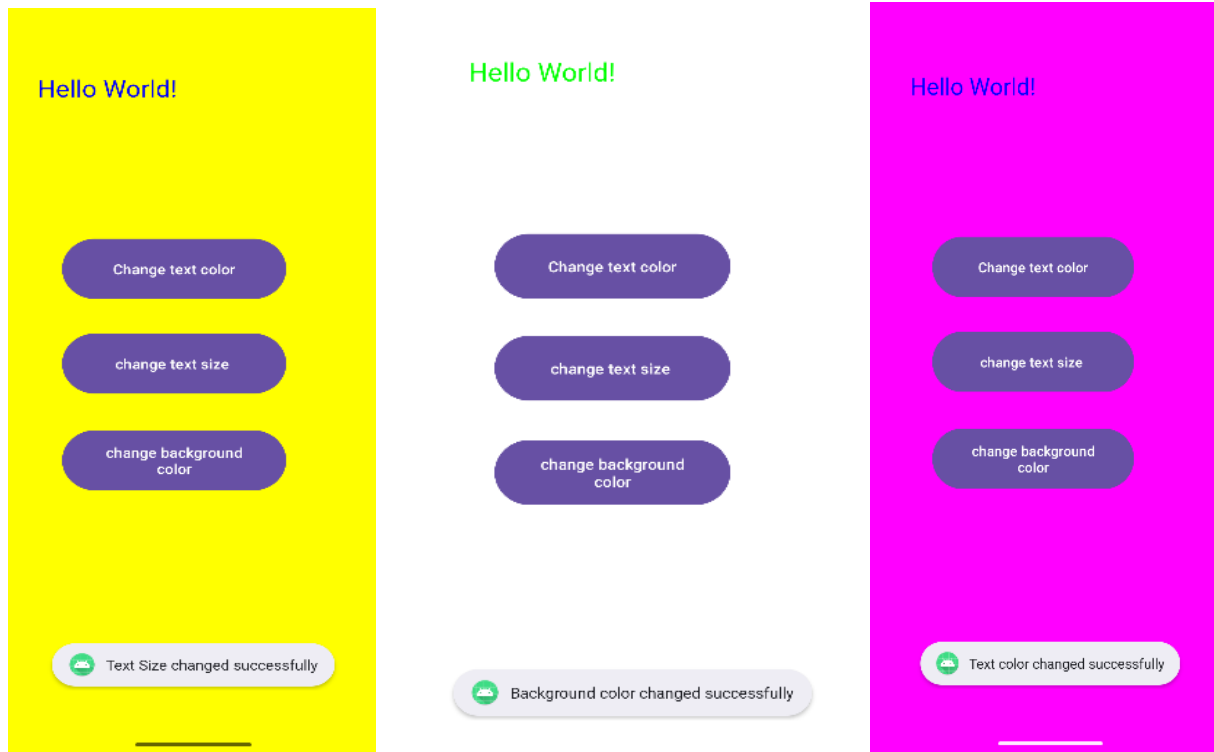 Hello World!
Change text color
change text size
change background
color
Text Size changed successfully
Hello World!
Change text color
change text size
change background
color
Background color changed successfully
Hello World!
Change text color
change text size
change background
color
Text color changed successfully